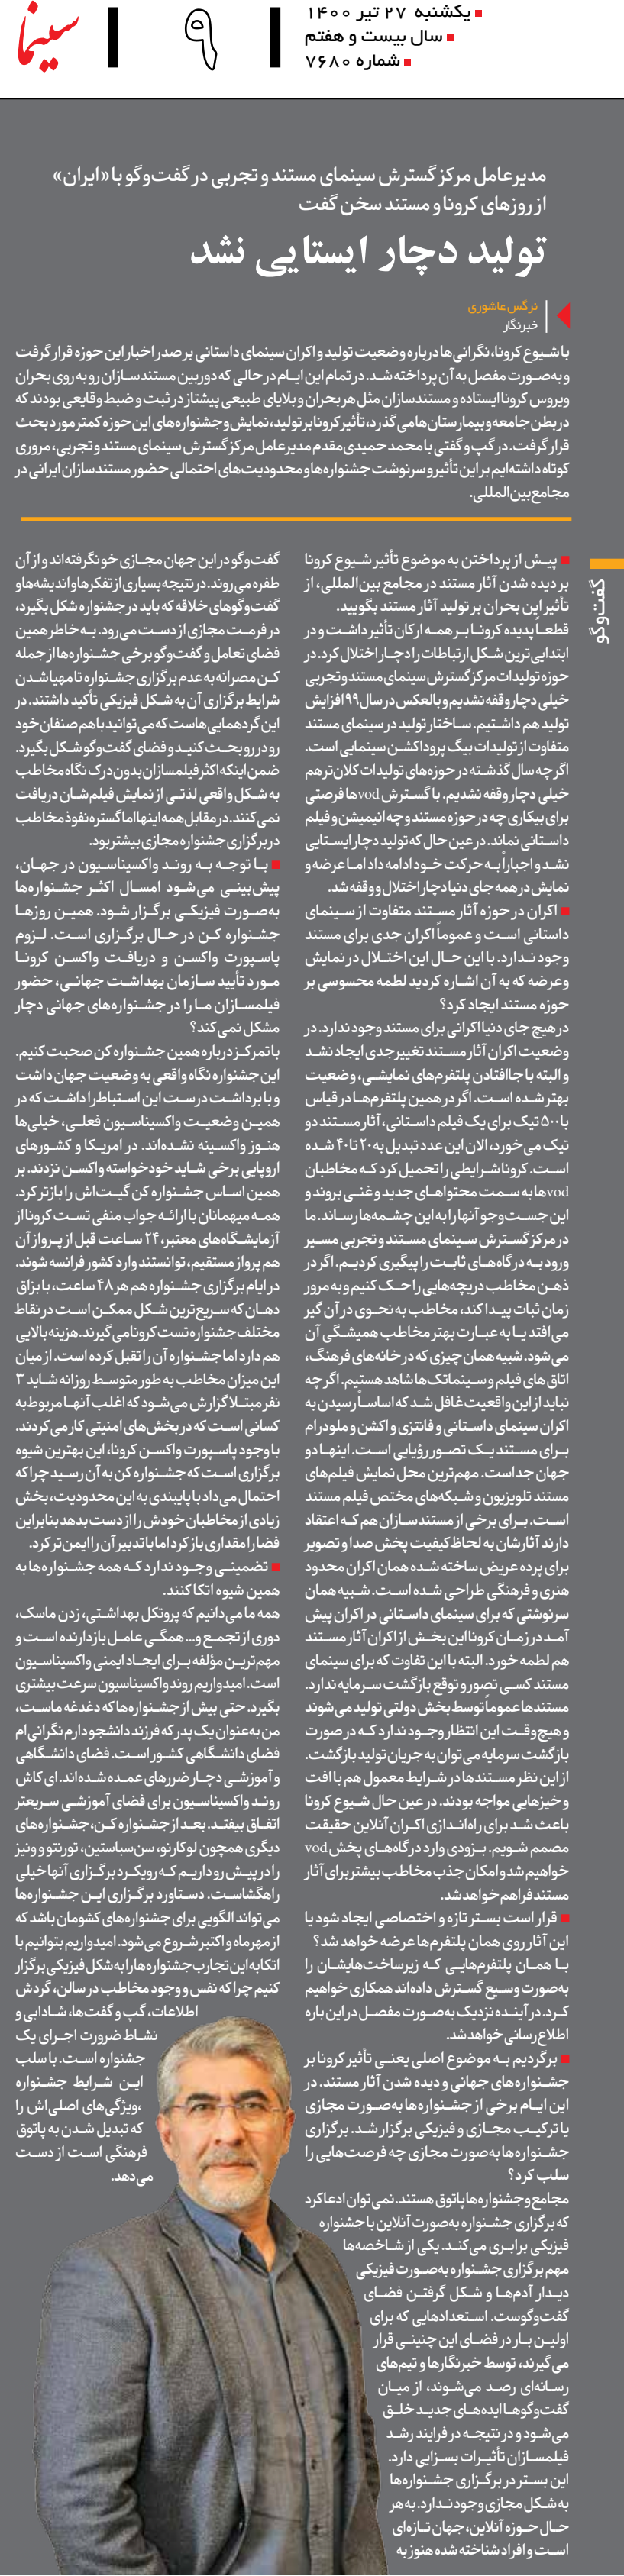 یکشنبه ۲۷ تیر ۱۴۰۰
سال بیست و هفتم
شماره ۷۶۸۰
۹
سینما
مدیرعامل مرکز گسترش سینمای مستند و تجربی در گفت‌وگو با «ایران»
از روزهای کرونا و مستند سخن گفت
تولید دچار ایستایی نشد
نرگس عاشوری
خبرنگار
با شیوع کرونا، نگرانی‌ها درباره وضعیت تولید و اکران سینمای داستانی بر صدر اخبار این حوزه قرار گرفت
و به‌صورت مفصل به آن پرداخته شد. در تمام این ایام در حالی که دوربین مستندسازان رو به روی بحران
ویروس کرونا ایستاده و مستندسازان مثل هر بحران و بلایای طبیعی پیشتاز در ثبت و ضبط وقایعی بودند که
در بطن جامعه و بیمارستان‌ها می‌گذرد، تأثیر کرونا بر تولید، نمایش و جشنواره‌های این حوزه کمتر مورد بحث
قرار گرفت. در گپ و گفتی با محمد حمیدی‌مقدم مدیرعامل مرکز گسترش سینمای مستند و تجربی، مروری
کوتاه داشته‌ایم بر این تأثیر و سرنوشت جشنواره‌ها و محدودیت‌های احتمالی حضور مستندسازان ایرانی در
مجامع بین‌المللی.
گفت‌وگو
پیش از پرداختن به موضوع تأثیر شیوع کرونا
بر دیده شدن آثار مستند در مجامع بین‌المللی، از
تأثیر این بحران بر تولید آثار مستند بگویید.
قطعاً پدیده کرونا بر همه ارکان تأثیر داشت و در
ابتدایی‌ترین شکل ارتباطات را دچار اختلال کرد. در
حوزه تولیدات مرکز گسترش سینمای مستند و تجربی
خیلی دچار وقفه نشدیم و بالعکس در سال ۹۹ افزایش
تولید هم داشتیم. ساختار تولید در سینمای مستند
متفاوت از تولیدات بیگ پروداکشن سینمایی است.
اگر چه سال گذشته در حوزه‌های تولیدات کلان‌تر هم
خیلی دچار وقفه نشدیم. با گسترش vodها فرصتی
برای بیکاری چه در حوزه مستند و چه انیمیشن و فیلم
داستانی نماند. در عین حال که تولید دچار ایستایی
نشد و اجباراً به حرکت خود ادامه داد اما عرضه و
نمایش در همه جای دنیا دچار اختلال و وقفه شد.
اکران در حوزه آثار مستند متفاوت از سینمای
داستانی است و عموماً اکران جدی برای مستند
وجود ندارد. با این حال این اختلال در نمایش
وعرضه که به آن اشاره کردید لطمه محسوسی بر
حوزه مستند ایجاد کرد؟
در هیچ جای دنیا اکرانی برای مستند وجود ندارد. در
وضعیت اکران آثار مستند تغییر جدی ایجاد نشد
و البته با جاافتادن پلتفرم‌های نمایشی، وضعیت
بهتر شده است. اگر در همین پلتفرم‌ها در قیاس
با ۵۰۰ تیک برای یک فیلم داستانی، آثار مستند دو
تیک می‌خورد، الان این عدد تبدیل به ۲۰ تا ۴۰ شده
است. کرونا شرایطی را تحمیل کرد که مخاطبان
vodها به سمت محتواهای جدید و غنی بروند و
این جست‌وجو آنها را به این چشمه‌ها رساند. ما
در مرکز گسترش سینمای مستند و تجربی مسیر
ورود به درگاه‌های ثابت را پیگیری کردیم. اگر در
ذهن مخاطب دریچه‌هایی را حک کنیم و به مرور
زمان ثبات پیدا کند، مخاطب به نحوی در آن گیر
می‌افتد یا به عبارت بهتر مخاطب همیشگی آن
می‌شود. شبیه همان چیزی که در خانه‌های فرهنگ،
اتاق‌های فیلم و سینماتک‌ها شاهد هستیم. اگر چه
نباید از این واقعیت غافل شد که اساساً رسیدن به
اکران سینمای داستانی و فانتزی و اکشن و ملودرام
برای مستند یک تصور رؤیایی است. اینها دو
جهان جداست. مهم‌ترین محل نمایش فیلم‌های
مستند تلویزیون و شبکه‌های مختص فیلم مستند
است. برای برخی از مستندسازان هم که اعتقاد
دارند آثارشان به لحاظ کیفیت پخش صدا و تصویر
برای پرده عریض ساخته شده همان اکران محدود
هنری و فرهنگی طراحی شده است. شبیه همان
سرنوشتی که برای سینمای داستانی در اکران پیش
آمد در زمان کرونا این بخش از اکران آثار مستند
هم لطمه خورد. البته با این تفاوت که برای سینمای
مستند کسی تصور و توقع بازگشت سرمایه ندارد.
مستندها عموماً توسط بخش دولتی تولید می‌شوند
و هیچ‌وقت این انتظار وجود ندارد که در صورت
بازگشت سرمایه می‌توان به جریان تولید بازگشت.
از این نظر مستندها در شرایط معمول هم با افت
و خیزهایی مواجه بودند. در عین حال شیوع کرونا
باعث شد برای راه‌اندازی اکران آنلاین حقیقت
مصمم شویم. بزودی وارد درگاه‌های پخش vod
خواهیم شد و امکان جذب مخاطب بیشتر برای آثار
مستند فراهم خواهد شد.
قرار است بستر تازه و اختصاصی ایجاد شود یا
این آثار روی همان پلتفرم‌ها عرضه خواهد شد؟
با همان پلتفرم‌هایی که زیرساخت‌هایشان را
به‌صورت وسیع گسترش داده‌اند همکاری خواهیم
کرد. در آینده نزدیک به‌صورت مفصل در این باره
اطلاع‌رسانی خواهد شد.
برگردیم به موضوع اصلی یعنی تأثیر کرونا بر
جشنواره‌های جهانی و دیده شدن آثار مستند. در
این ایام برخی از جشنواره‌ها به‌صورت مجازی
یا ترکیب مجازی و فیزیکی برگزار شد. برگزاری
جشنواره‌ها به‌صورت مجازی چه فرصت‌هایی را
سلب کرد؟
مجامع و جشنواره‌ها پاتوق هستند. نمی‌توان ادعا کرد
که برگزاری جشنواره به‌صورت آنلاین با جشنواره
فیزیکی برابری می‌کند. یکی از شاخصه‌ها
مهم برگزاری جشنواره به‌صورت فیزیکی
دیدار آدم‌ها و شکل گرفتن فضای
گفت‌وگوست. استعدادهایی که برای
اولین بار در فضای این چنینی قرار
می‌گیرند، توسط خبرنگارها و تیم‌های
رسانه‌ای رصد می‌شوند، از میان
گفت‌وگوها ایده‌های جدید خلق
می‌شود و در نتیجه در فرایند رشد
فیلمسازان تأثیرات بسزایی دارد.
این بستر در برگزاری جشنواره‌ها
به شکل مجازی وجود ندارد. به هر
حال حوزه آنلاین، جهان تازه‌ای
است و افراد شناخته شده هنوز به
گفت‌وگو در این جهان مجازی خو نگرفته‌اند و از آن
طفره می‌روند. در نتیجه بسیاری از تفکرها و اندیشه‌ها و
گفت‌وگوهای خلاقه که باید در جشنواره شکل بگیرد،
در فرمت مجازی از دست می‌رود. به خاطر همین
فضای تعامل و گفت و گو برخی جشنواره‌ها از جمله
کن مصرانه به عدم برگزاری جشنواره تا مهیا شدن
شرایط برگزاری آن به شکل فیزیکی تأکید داشتند. در
این گردهمایی‌هاست که می‌توانید با هم صنفان خود
رو در رو بحث کنید و فضای گفت‌وگو شکل بگیرد.
ضمن اینکه اکثر فیلمسازان بدون درک نگاه مخاطب
به شکل واقعی لذتی از نمایش فیلم‌شان دریافت
نمی‌کنند. در مقابل همه اینها اما گستره نفوذ مخاطب
در برگزاری جشنواره مجازی بیشتر بود.
با توجه به روند واکسیناسیون در جهان،
پیش‌بینی می‌شود امسال اکثر جشنواره‌ها
به‌صورت فیزیکی برگزار شود. همین روزها
جشنواره کن در حال برگزاری است. لزوم
پاسپورت واکسن و دریافت واکسن کرونا
مورد تأیید سازمان بهداشت جهانی، حضور
فیلمسازان ما را در جشنواره‌های جهانی دچار
مشکل نمی‌کند؟
با تمرکز درباره همین جشنواره کن صحبت کنیم.
این جشنواره نگاه واقعی به وضعیت جهان داشت
و با برداشت درست این استنباط را داشت که در
همین وضعیت واکسیناسیون فعلی، خیلی‌ها
هنوز واکسینه نشده‌اند. در امریکا و کشورهای
اروپایی برخی شاید خودخواسته واکسن نزدند. بر
همین اساس جشنواره کن گیت‌اش را بازتر کرد.
همه میهمانان با ارائه جواب منفی تست کرونا از
آزمایشگاه‌های معتبر، ۲۴ ساعت قبل از پرواز آن
هم پرواز مستقیم، توانستند وارد کشور فرانسه شوند.
در ایام برگزاری جشنواره هم هر ۴۸ ساعت، با بزاق
دهان که سریع‌ترین شکل ممکن است در نقاط
مختلف جشنواره تست کرونا می‌گیرند. هزینه بالایی
هم دارد اما جشنواره آن را تقبل کرده است. از میان
این میزان مخاطب به طور متوسط روزانه شاید ۳
نفر مبتلا گزارش می‌شود که اغلب آنها مربوط به
کسانی است که در بخش‌های امنیتی کار می‌کردند.
با وجود پاسپورت واکسن کرونا، این بهترین شیوه
برگزاری است که جشنواره کن به آن رسید چرا که
احتمال می‌داد با پایبندی به این محدودیت، بخش
زیادی از مخاطبان خودش را از دست بدهد بنابراین
فضا را مقداری باز کرد اما با تدبیر آن را ایمن‌تر کرد.
تضمینی وجود ندارد که همه جشنواره‌ها به
همین شیوه اتکا کنند.
همه ما می‌دانیم که پروتکل بهداشتی، زدن ماسک،
دوری از تجمع و... همگی عامل بازدارنده است و
مهم‌ترین مؤلفه برای ایجاد ایمنی واکسیناسیون
است. امیدواریم روند واکسیناسیون سرعت بیشتری
بگیرد. حتی بیش از جشنواره‌ها که دغدغه ماست،
من به‌عنوان یک پدر که فرزند دانشجو دارم نگرانی‌ام
فضای دانشگاهی کشور است. فضای دانشگاهی
و آموزشی دچار ضررهای عمده شده‌اند. ای کاش
روند واکسیناسیون برای فضای آموزشی سریعتر
اتفاق بیفتد. بعد از جشنواره کن، جشنواره‌های
دیگری همچون لوکارنو، سن‌سباستین، تورنتو و ونیز
را در پیش رو داریم که رویکرد برگزاری آنها خیلی
راهگشاست. دستاورد برگزاری این جشنواره‌ها
می‌تواند الگویی برای جشنواره‌های کشومان باشد که
از مهرماه و اکتبر شروع می‌شود. امیدواریم بتوانیم با
اتکا به این تجارب جشنواره‌ها را به شکل فیزیکی برگزار
کنیم چرا که نفس و وجود مخاطب در سالن، گردش
اطلاعات، گپ و گفت‌ها، شادابی و
نشاط ضرورت اجرای یک
جشنواره است. با سلب
این شرایط جشنواره
،ویژگی‌های اصلی‌اش را
که تبدیل شدن به پاتوق
فرهنگی است از دست
می‌دهد.